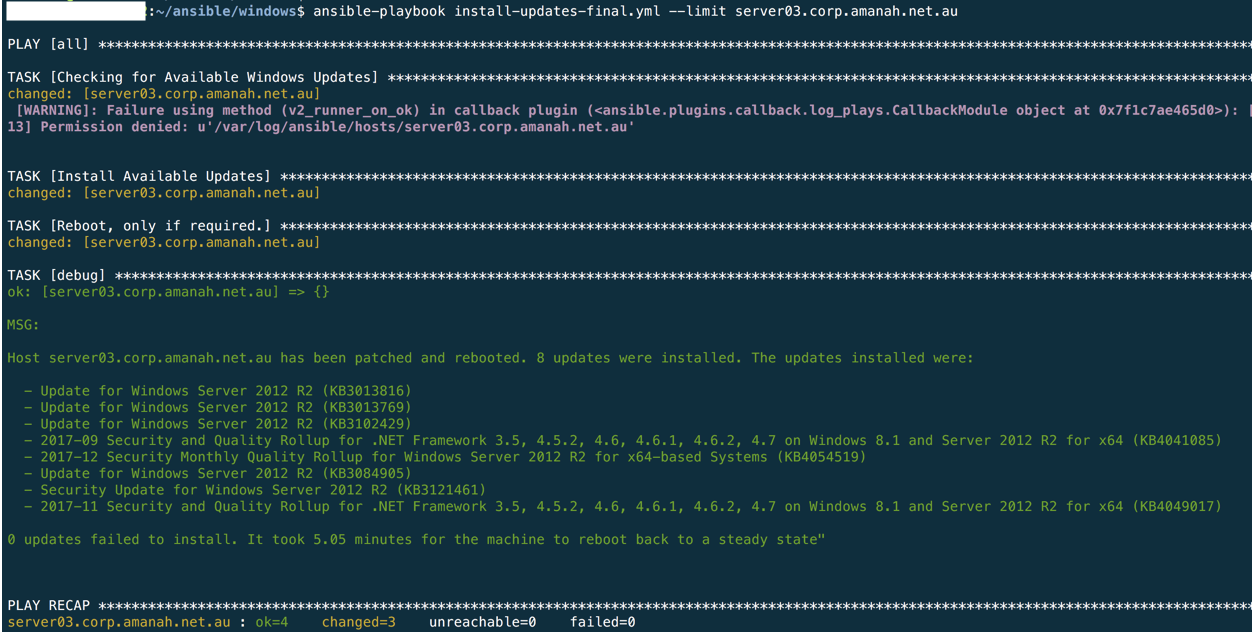 :~/ansible/windows$ ansible-playbook install-updates-final.yml --limit server03.corp.amanah.net.au
PLAY [all] ****************************************************************************************************************************************
TASK [Checking for Available Windows Updates] *********************************************************************************************************
changed: [server03.corp.amanah.net.au]
[WARNING]: Failure using method (v2_runner_on_ok) in callback plugin (<ansible.plugins.callback.log_plays.CallbackModule object at 0x7f1c7ae465d0>): [
13] Permission denied: u'/var/log/ansible/hosts/server03.corp.amanah.net.au'
TASK [Install Available Updates] **********************************************************************************************************************
changed: [server03.corp.amanah.net.au]
TASK [Reboot, only if required.] **********************************************************************************************************************
changed: [server03.corp.amanah.net.au]
TASK [debug] ******************************************************************************************************************************************
ok: [server03.corp.amanah.net.au] => {}
MSG:
Host server03.corp.amanah.net.au has been patched and rebooted. 8 updates were installed. The updates installed were:
- Update for Windows Server 2012 R2 (KB3013816)
- Update for Windows Server 2012 R2 (KB3013769)
- Update for Windows Server 2012 R2 (KB3102429)
- 2017-09 Security and Quality Rollup for .NET Framework 3.5, 4.5.2, 4.6, 4.6.1, 4.6.2, 4.7 on Windows 8.1 and Server 2012 R2 for x64 (KB4041085)
- 2017-12 Security Monthly Quality Rollup for Windows Server 2012 R2 for x64-based Systems (KB4054519)
- Update for Windows Server 2012 R2 (KB3084905)
- Security Update for Windows Server 2012 R2 (KB3121461)
- 2017-11 Security and Quality Rollup for .NET Framework 3.5, 4.5.2, 4.6, 4.6.1, 4.6.2, 4.7 on Windows 8.1 and Server 2012 R2 for x64 (KB4049017)
0 updates failed to install. It took 5.05 minutes for the machine to reboot back to a steady state"
PLAY RECAP ********************************************************************************************************************************************
server03.corp.amanah.net.au : ok=4 changed=3 unreachable=0 failed=0